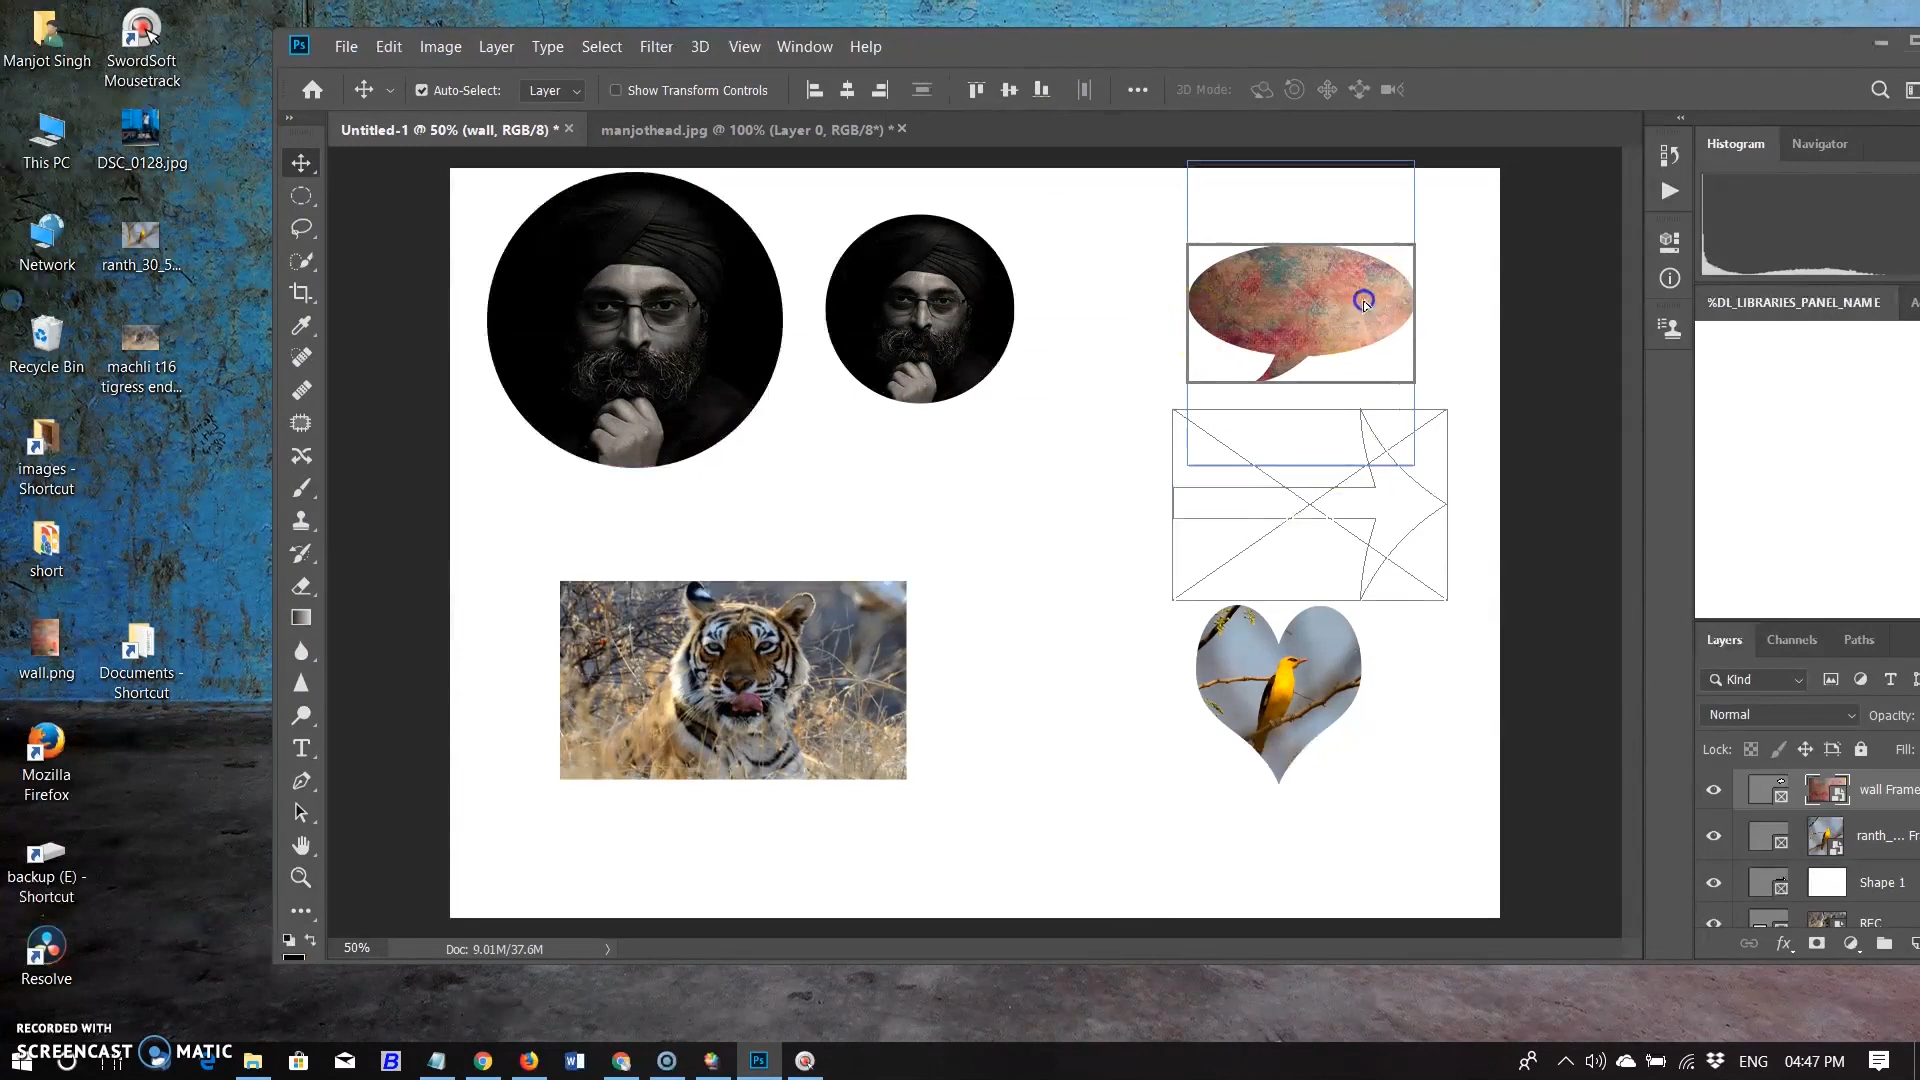 Manjot Singh
SwordSoft
Mousetrack
This PC
DSC_0128.jpg
Network
ranth_30_5...
Recycle Bin
machli t16
tigress end...
images -
Shortcut
short
wall.png
Documents -
Shortcut
Mozilla
Firefox
backup (E) -
Shortcut
Resolve
RECORDED WITH
SCREENCAST MATIC
Ps
File Edit Image Layer Type Select Filter 3D View Window Help
Auto-Select: Layer Show Transform Controls 3D Mode:
Untitled-1 @ 50% (wall, RGB/8) * manjothead.jpg @ 100% (Layer 0, RGB/8*) *
50% Doc: 9.01M/37.6M
Histogram Navigator
%DL_LIBRARIES_PANEL_NAME
Layers Channels Paths
Kind
Normal Opacity:
Lock: Fill:
wall Frame
ranth_... Fr
Shape 1
REC
fx
ENG 04:47 PM